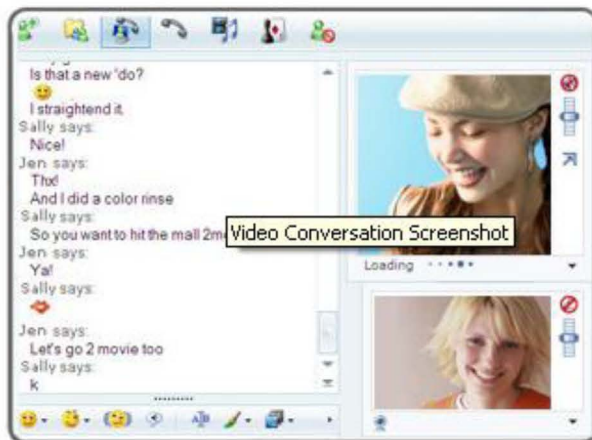 Is that a new 'do?
I straightend it.
Sally says:
Nice!
Jen says:
Thx!
And I did a color rinse
Sally says:
So you want to hit the mall
Video Conversation Screenshot
Jen says:
Ya!
Sally says:
Jen says:
Let's go 2 movie too
Sally says:
k
Loading